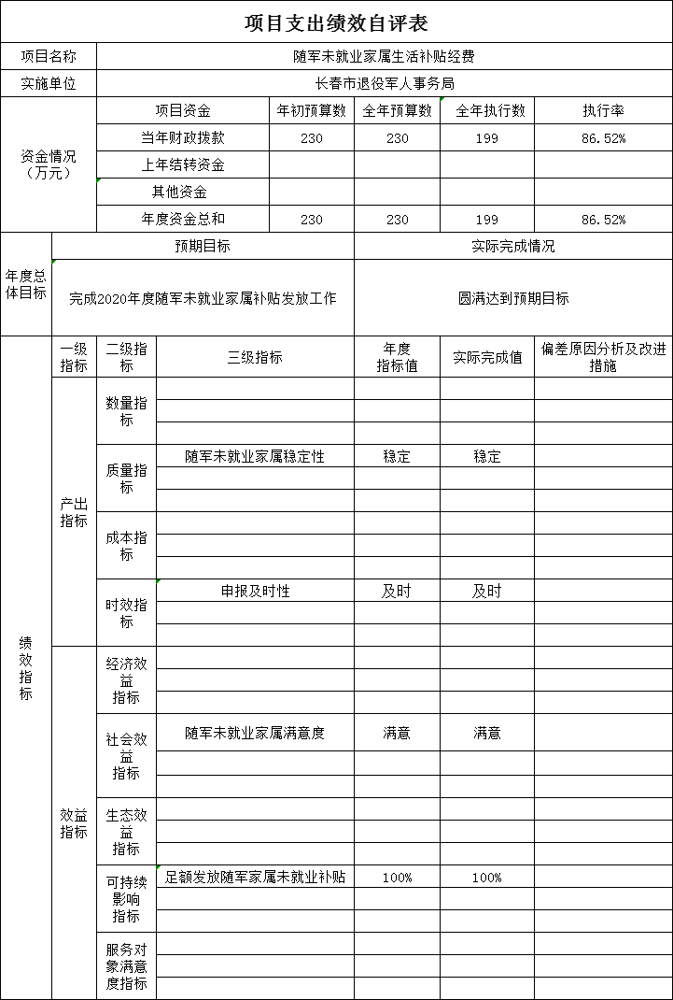 项目支出绩效自评表
项目名称 随军未就业家属生活补贴经费
实施单位 长春市退役军人事务局
资金情况
（万元）
项目资金 年初预算数 全年预算数 全年执行数 执行率
当年财政拨款 230 230 199 86.52%
上年结转资金
其他资金
年度资金总和 230 230 199 86.52%
年度总
体目标
预期目标 实际完成情况
完成2020年度随军未就业家属补贴发放工作 圆满达到预期目标
绩
效
指
标
一级
指标
二级指
标
三级指标
年度
指标值
实际完成值
偏差原因分析及改进
措施
产出
指标
数量指
标
质量指
标
随军未就业家属稳定性 稳定 稳定
成本指
标
时效指
标
申报及时性 及时 及时
效益
指标
经济效
益
指标
社会效
益
指标
随军未就业家属满意度 满意 满意
生态效
益
指标
可持续
影响
指标
足额发放随军家属未就业补贴 100% 100%
服务对
象满意
度指标